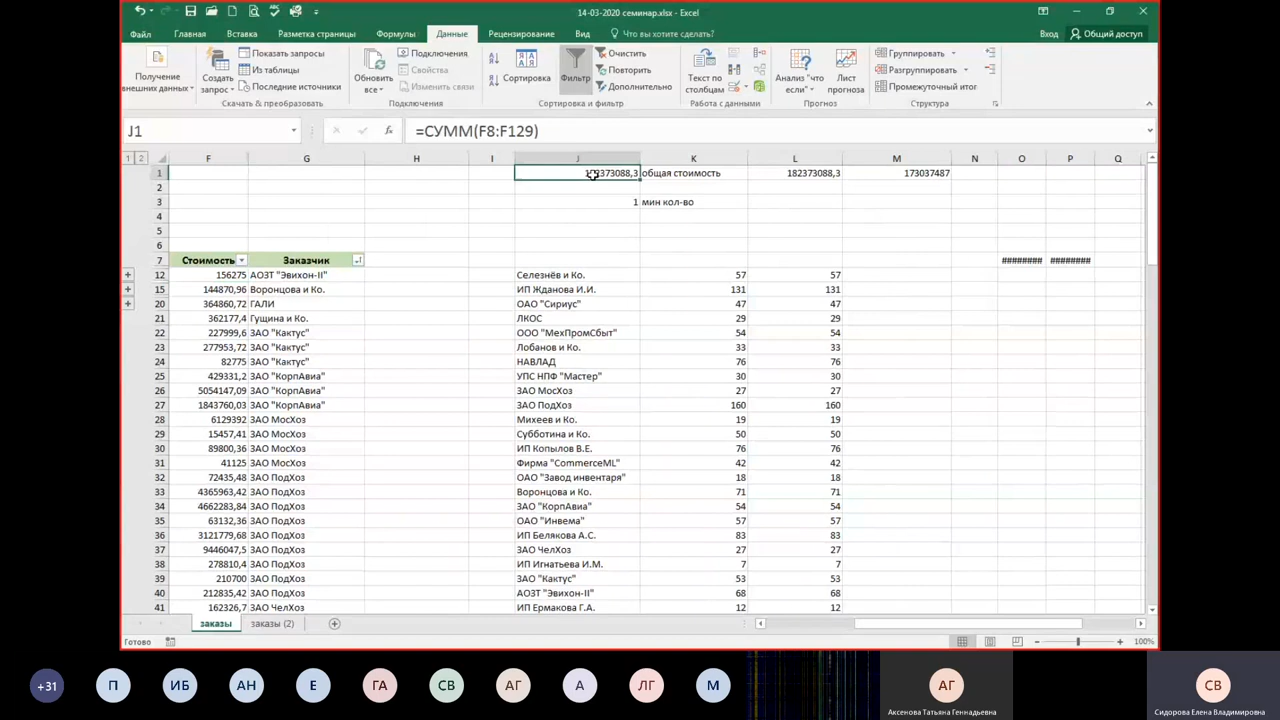 14-03-2020 семинар.xlsx - Excel
Файл Главная Вставка Разметка страницы Формулы Данные Рецензирование Вид Что вы хотите сделать? Вход Общий доступ
Получение внешних данных
Создать запрос
Показать запросы
Из таблицы
Последние источники
Скачать & преобразовать
Обновить все
Подключения
Свойства
Изменить связи
Подключения
Сортировка
Фильтр
Очистить
Повторить
Дополнительно
Сортировка и фильтр
Текст по столбцам
Работа с данными
Анализ "что если"
Лист прогноза
Прогноз
Группировать
Разгруппировать
Промежуточный итог
Структура
J1 fx =СУММ(F8:F129)
1 2 F G H I J K L M N O P Q
1 373088,3 общая стоимость 182373088,3 173037487
2
3 1 мин кол-во
4
5
6
7 Стоимость Заказчик ######## ########
12 156275 АОЗТ "Эвихон-II" Селезнёв и Ко. 57 57
15 144870,96 Воронцова и Ко. ИП Жданова И.И. 131 131
20 364860,72 ГАЛИ ОАО "Сириус" 47 47
21 362177,4 Гущина и Ко. ЛКОС 29 29
22 227999,6 ЗАО "Кактус" ООО "МехПромСбыт" 54 54
23 277953,72 ЗАО "Кактус" Лобанов и Ко. 33 33
24 82775 ЗАО "Кактус" НАВЛАД 76 76
25 429331,2 ЗАО "КорпАвиа" УПС НПФ "Мастер" 30 30
26 5054147,09 ЗАО "КорпАвиа" ЗАО МосХоз 27 27
27 1843760,03 ЗАО "КорпАвиа" ЗАО ПодХоз 160 160
28 6129392 ЗАО МосХоз Михеев и Ко. 19 19
29 15457,41 ЗАО МосХоз Субботина и Ко. 50 50
30 89800,36 ЗАО МосХоз ИП Копылов В.Е. 76 76
31 41125 ЗАО МосХоз Фирма "CommerceML" 42 42
32 72435,48 ЗАО ПодХоз ОАО "Завод инвентаря" 18 18
33 4365963,42 ЗАО ПодХоз Воронцова и Ко. 71 71
34 4662283,84 ЗАО ПодХоз ЗАО "КорпАвиа" 54 54
35 63132,36 ЗАО ПодХоз ОАО "Инвема" 57 57
36 3121779,68 ЗАО ПодХоз ИП Белякова А.С. 83 83
37 9446047,5 ЗАО ПодХоз ЗАО ЧелХоз 27 27
38 278810,4 ЗАО ПодХоз ИП Игнатьева И.М. 7 7
39 210700 ЗАО ПодХоз ЗАО "Кактус" 53 53
40 212835,42 ЗАО ПодХоз АОЗТ "Эвихон-II" 68 68
41 162326,7 ЗАО ЧелХоз ИП Ермакова Г.А. 12 12
заказы заказы (2)
Готово 100%
+31 П ИБ АН Е ГА СВ АГ А ЛГ М АГ СВ
Аксенова Татьяна Геннадьевна Сидорова Елена Владимировна